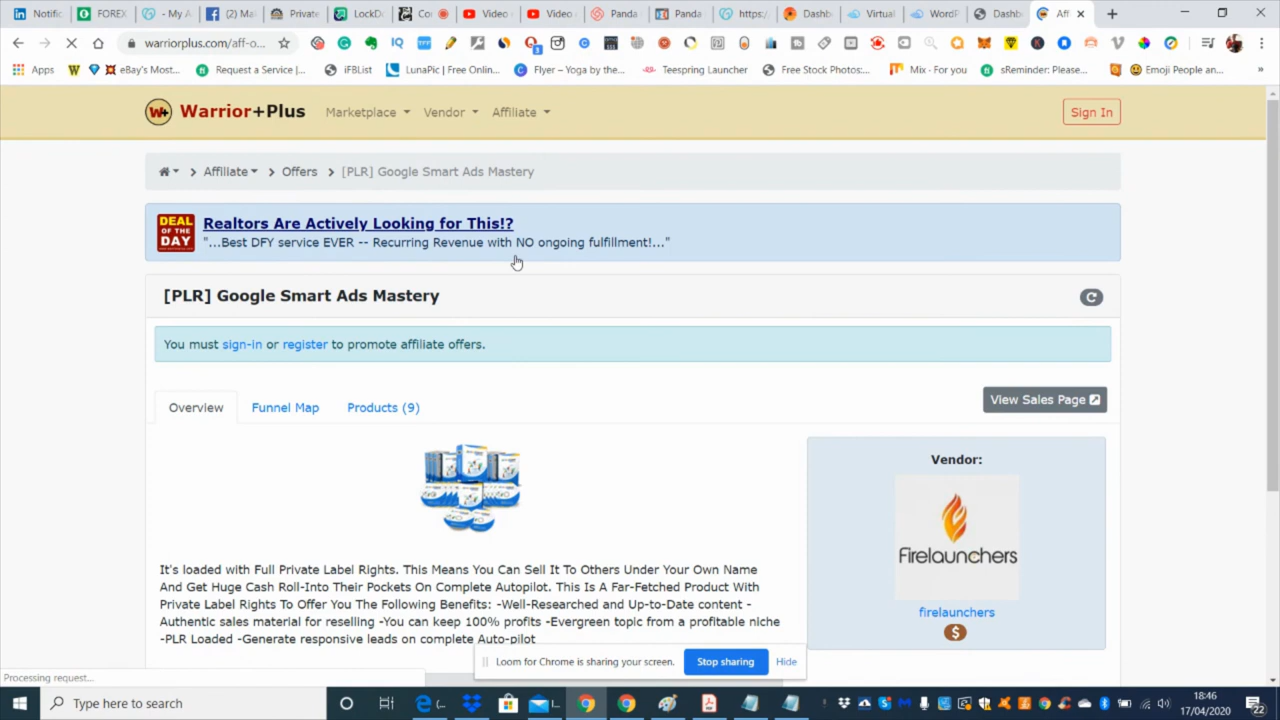 Notific
FOREX
- My A
(2) Ma
Private
LockDo
Co
Video
Video
Panda
Panda
https:/
Dashb
Virtual
WordP
Dashb
Aff
warriorplus.com/aff-o...
IQ
Apps
eBay's Most...
Request a Service |...
iFBList
LunaPic | Free Onlin...
Flyer – Yoga by the...
Teespring Launcher
Free Stock Photos:...
Mix - For you
sReminder: Please...
Emoji People an...
W+ Warrior+Plus
Marketplace
Vendor
Affiliate
Sign In
Affiliate
Offers
[PLR] Google Smart Ads Mastery
DEAL OF THE DAY
Realtors Are Actively Looking for This!?
"...Best DFY service EVER -- Recurring Revenue with NO ongoing fulfillment!..."
[PLR] Google Smart Ads Mastery
You must sign-in or register to promote affiliate offers.
Overview
Funnel Map
Products (9)
View Sales Page
Vendor:
Firelaunchers
firelaunchers
It's loaded with Full Private Label Rights. This Means You Can Sell It To Others Under Your Own Name
And Get Huge Cash Roll-Into Their Pockets On Complete Autopilot. This Is A Far-Fetched Product With
Private Label Rights To Offer You The Following Benefits: -Well-Researched and Up-to-Date content -
Authentic sales material for reselling -You can keep 100% profits -Evergreen topic from a profitable niche
-PLR Loaded -Generate responsive leads on complete Auto-pilot
Loom for Chrome is sharing your screen.
Stop sharing
Hide
Processing request...
Type here to search
18:46
17/04/2020
22